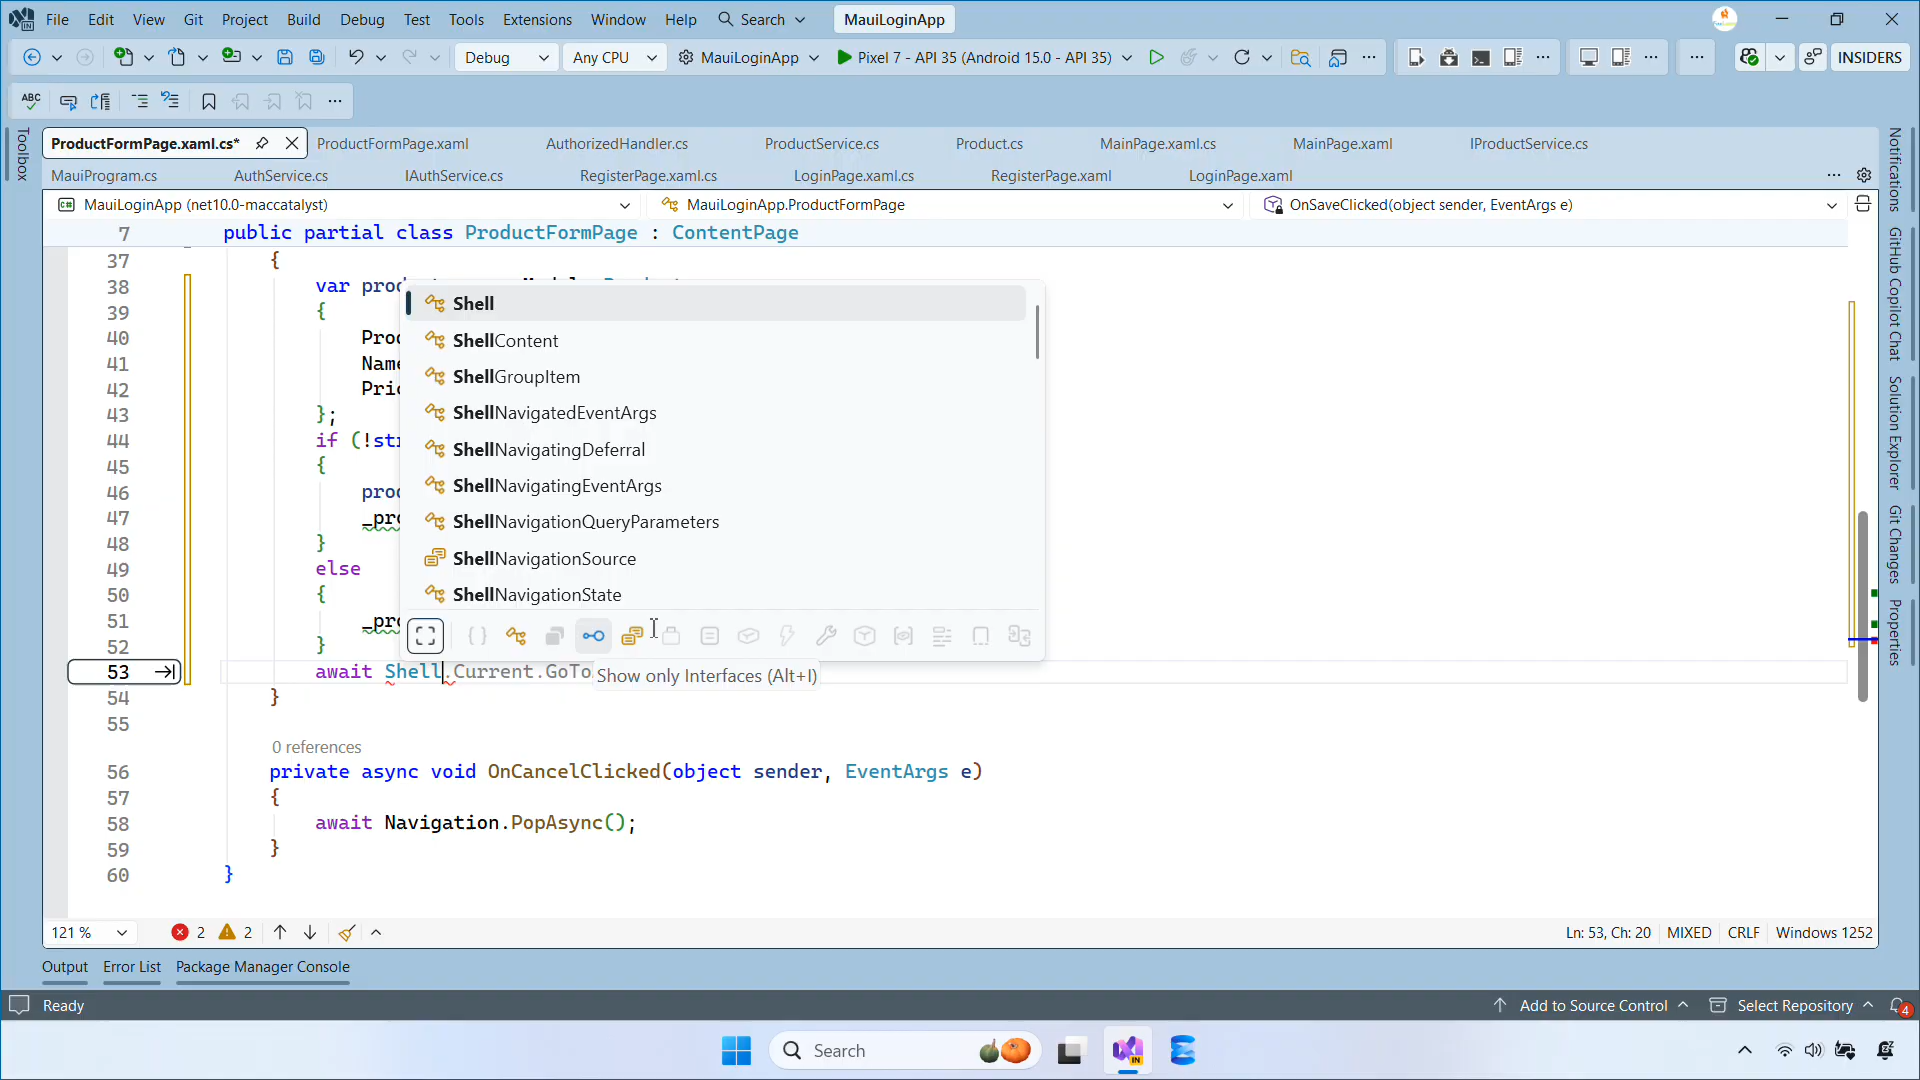 File Edit View Git Project Build Debug Test Tools Extensions Window Help Search MauiLoginApp
Debug Any CPU MauiLoginApp Pixel 7 - API 35 (Android 15.0 - API 35) INSIDERS
ABC
ProductFormPage.xaml.cs* ProductFormPage.xaml AuthorizedHandler.cs ProductService.cs Product.cs MainPage.xaml.cs MainPage.xaml IProductService.cs
MauiProgram.cs AuthService.cs IAuthService.cs RegisterPage.xaml.cs LoginPage.xaml.cs RegisterPage.xaml LoginPage.xaml
Toolbox
MauiLoginApp (net10.0-maccatalyst) MauiLoginApp.ProductFormPage OnSaveClicked(object sender, EventArgs e)
7 public partial class ProductFormPage : ContentPage
37 {
38 var
39 {
40
41
42
43 };
44 if
45 {
46
47
48 }
49 else
50 {
51
52 }
53 await Shell.Current.GoTo
54 }
55
0 references
56 private async void OnCancelClicked(object sender, EventArgs e)
57 {
58 await Navigation.PopAsync();
59 }
60 }
Shell
ShellContent
ShellGroupItem
ShellNavigatedEventArgs
ShellNavigatingDeferral
ShellNavigatingEventArgs
ShellNavigationQueryParameters
ShellNavigationSource
ShellNavigationState
Show only Interfaces (Alt+I)
Notifications
GitHub Copilot Chat
Solution Explorer
Git Changes
Properties
121 % 2 2 Ln: 53, Ch: 20 MIXED CRLF Windows 1252
Output Error List Package Manager Console
Ready Add to Source Control Select Repository 4
Search
IN